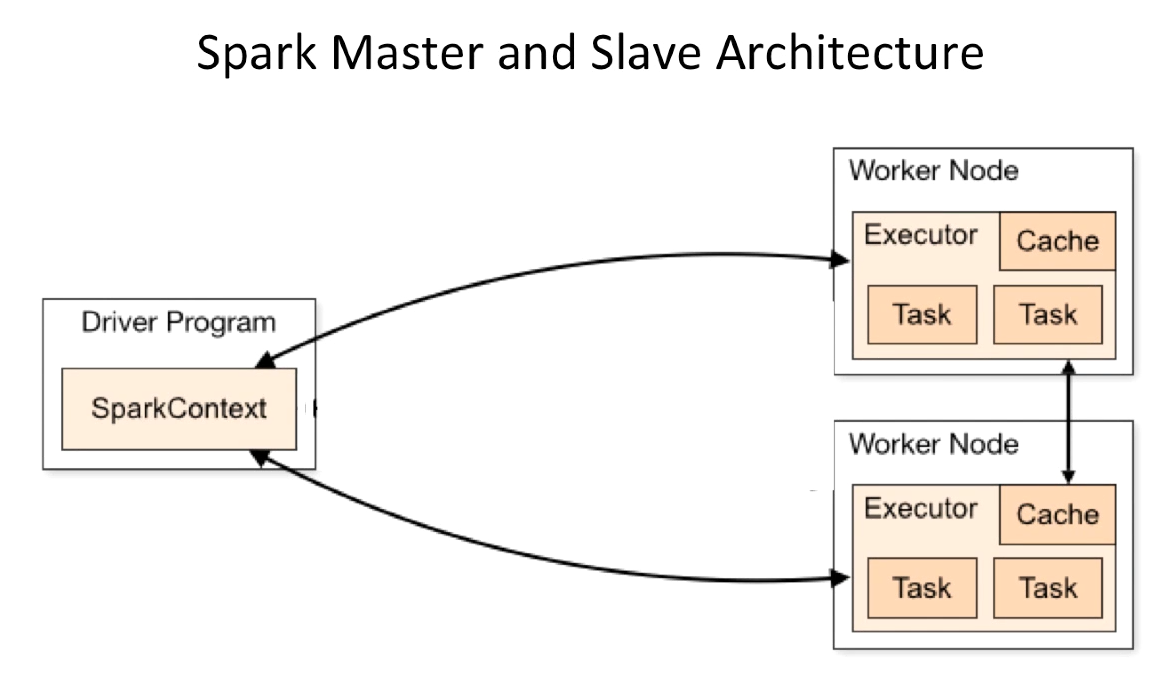 Spark Master and Slave Architecture
Driver Program
SparkContext
Worker Node
Executor
Cache
Task
Task
Worker Node
Executor
Cache
Task
Task